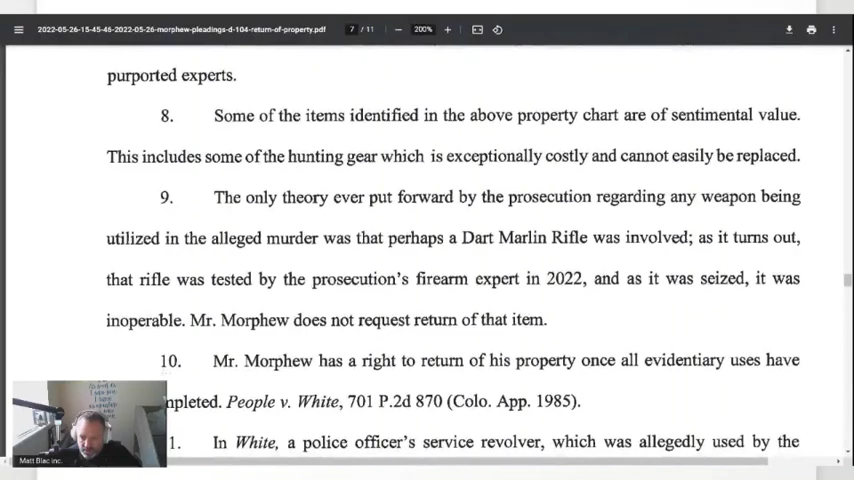 2022-05-26-15-45-46-2022-05-26-morphew-pleadings-d-104-return-of-property.pdf 7 / 11 — 200% +
purported experts.
8. Some of the items identified in the above property chart are of sentimental value.
This includes some of the hunting gear which is exceptionally costly and cannot easily be replaced.
9. The only theory ever put forward by the prosecution regarding any weapon being
utilized in the alleged murder was that perhaps a Dart Marlin Rifle was involved; as it turns out,
that rifle was tested by the prosecution's firearm expert in 2022, and as it was seized, it was
inoperable. Mr. Morphew does not request return of that item.
10. Mr. Morphew has a right to return of his property once all evidentiary uses have
mpleted. People v. White, 701 P.2d 870 (Colo. App. 1985).
1. In White, a police officer's service revolver, which was allegedly used by the
Matt Blac inc.